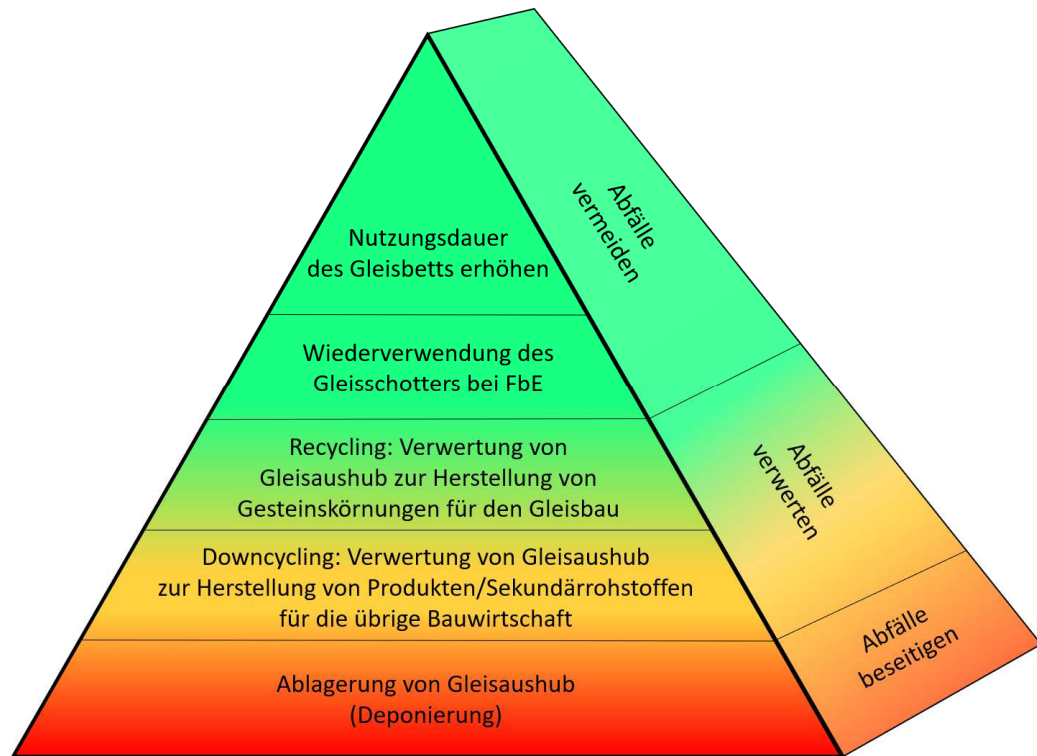 Nutzungsdauer
des Gleisbetts erhöhen
Wiederverwendung des
Gleisschotters bei FbE
Recycling: Verwertung von
Gleisaushub zur Herstellung von
Gesteinskörnungen für den Gleisbau
Downcycling: Verwertung von Gleisaushub
zur Herstellung von Produkten/Sekundärrohstoffen
für die übrige Bauwirtschaft
Ablagerung von Gleisaushub
(Deponierung)
Abfälle
vermeiden
Abfälle
verwerten
Abfälle
beseitigen